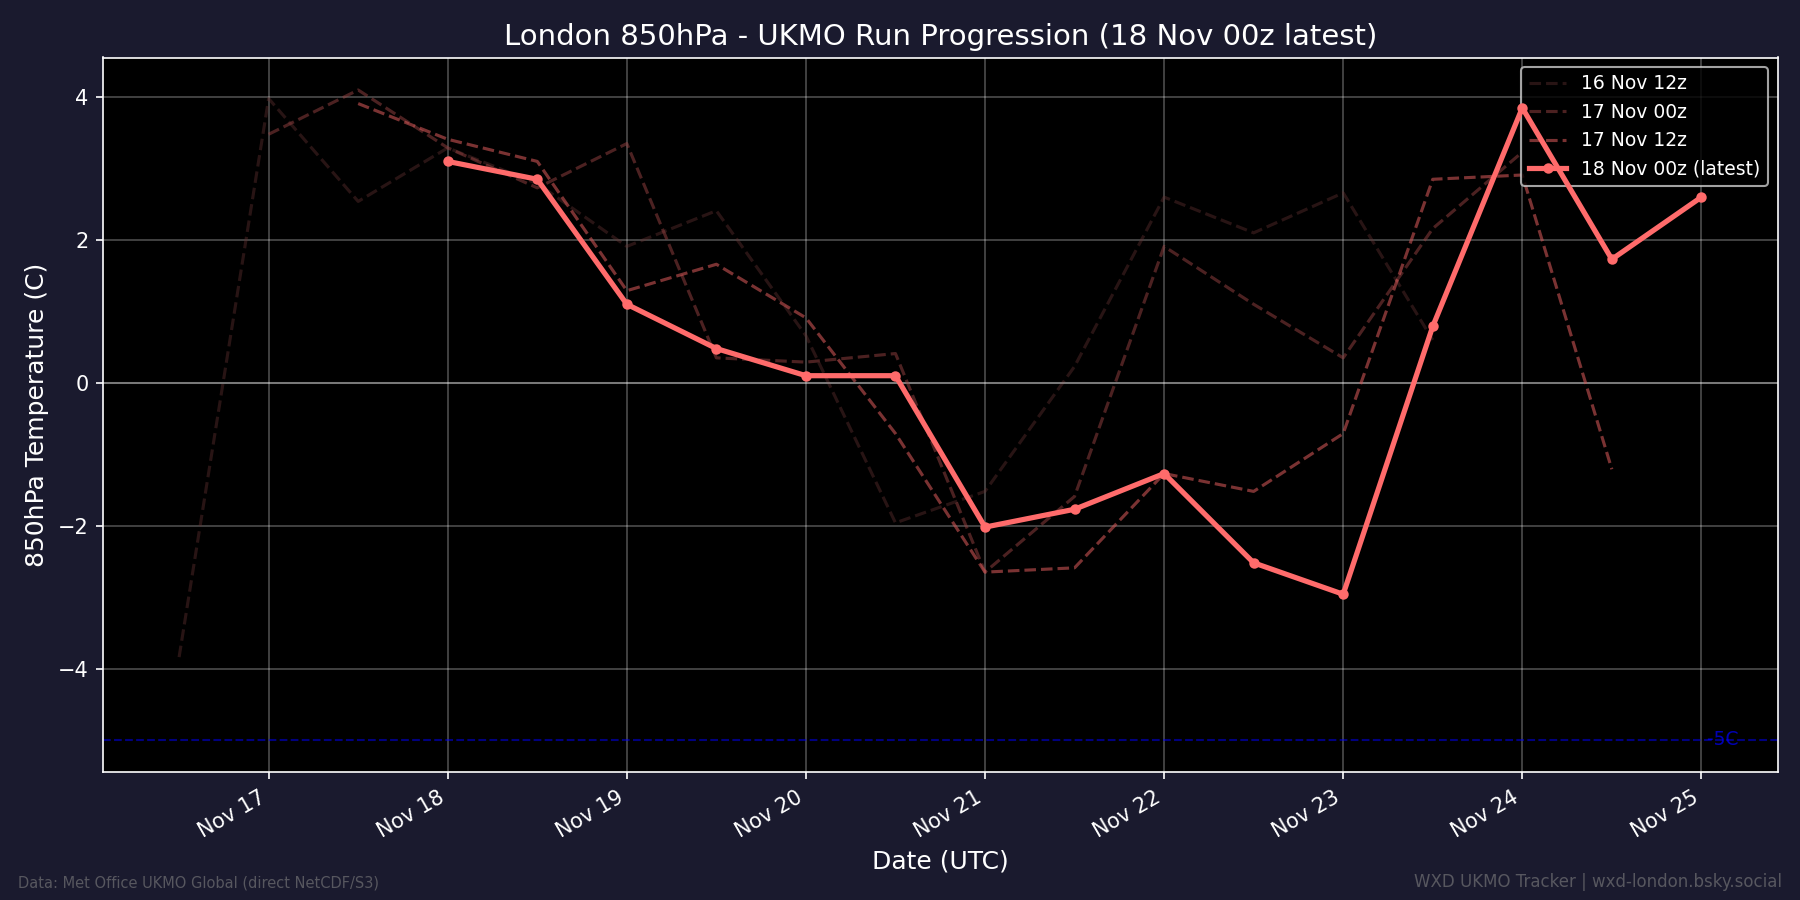 London 850hPa - UKMO Run Progression (18 Nov 00z latest)
16 Nov 12z
17 Nov 00z
17 Nov 12z
18 Nov 00z (latest)
850hPa Temperature (C)
4
2
0
−2
−4
-5C
Nov 17
Nov 18
Nov 19
Nov 20
Nov 21
Nov 22
Nov 23
Nov 24
Nov 25
Date (UTC)
Data: Met Office UKMO Global (direct NetCDF/S3)
WXD UKMO Tracker | wxd-london.bsky.social